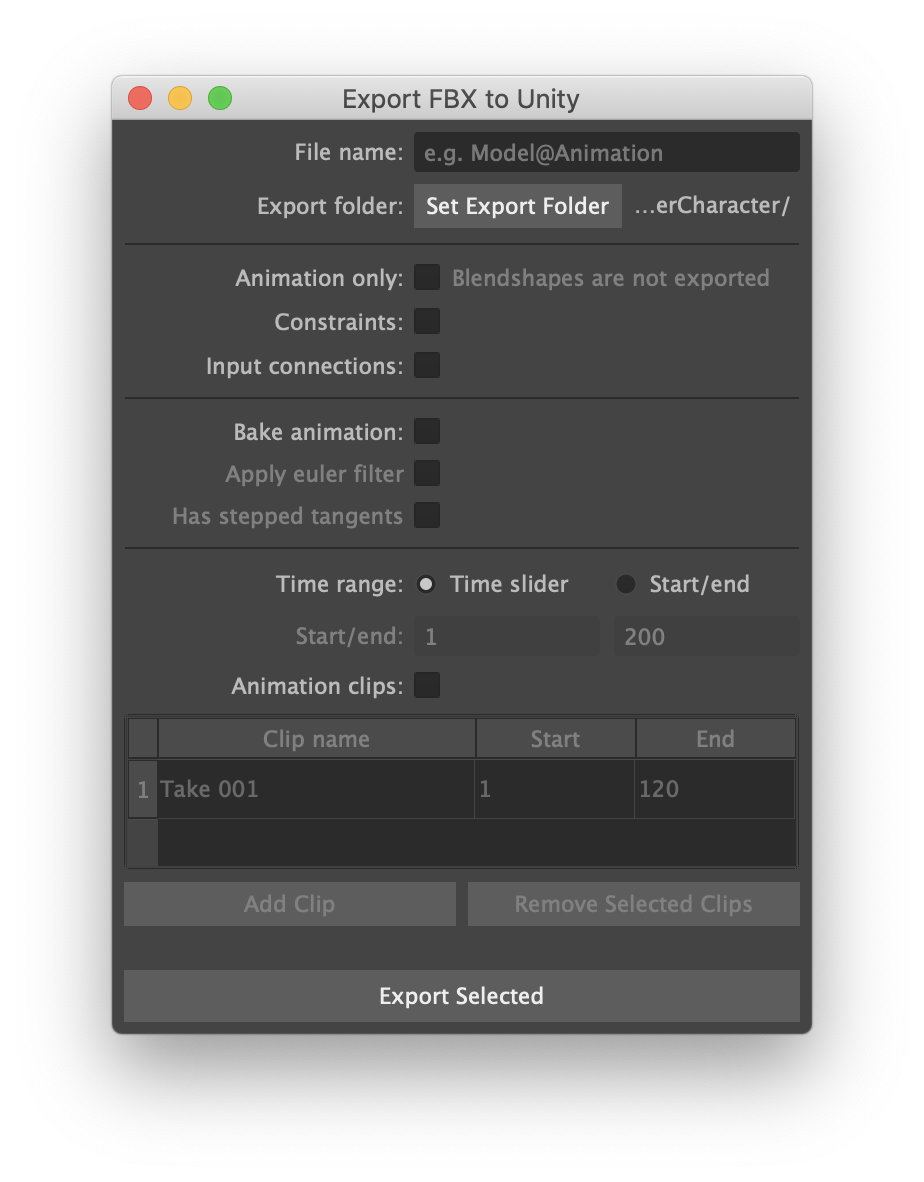 Export FBX to Unity
File name: e.g. Model@Animation
Export folder: Set Export Folder ...erCharacter/
Animation only: Blendshapes are not exported
Constraints:
Input connections:
Bake animation:
Apply euler filter
Has stepped tangents
Time range: Time slider Start/end
Start/end: 1 200
Animation clips:
Clip name Start End
1 Take 001 1 120
Add Clip Remove Selected Clips
Export Selected